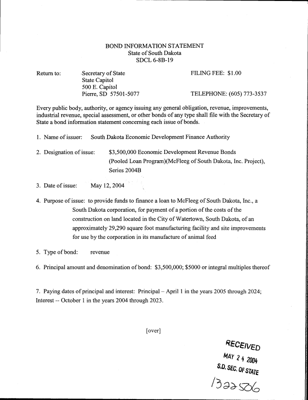 BOND INFORMATION STATEMENT
State of South Dakota
SDCL 6-8B-19
Return to: Secretary of State FILING FEE: $1.00
State Capitol
500 E. Capitol
Pierre, SD 57501-5077 TELEPHONE: (605) 773-3537
Every public body, authority, or agency issuing any general obligation, revenue, improvements,
industrial revenue, special assessment, or other bonds of any type shall file with the Secretary of
State a bond information statement concerning each issue of bonds.
1. Name of issuer: South Dakota Economic Development Finance Authority
2. Designation of issue: $3,500,000 Economic Development Revenue Bonds
(Pooled Loan Program)(McFleeg of South Dakota, Inc. Project),
Series 2004B
3. Date of issue: May 12, 2004
4. Purpose of issue: to provide funds to finance a loan to McFleeg of South Dakota, Inc., a
South Dakota corporation, for payment of a portion of the costs of the
construction on land located in the City of Watertown, South Dakota, of an
approximately 29,290 square foot manufacturing facility and site improvements
for use by the corporation in its manufacture of animal feed
5. Type of bond: revenue
6. Principal amount and denomination of bond: $3,500,000; $5000 or integral multiples thereof
7. Paying dates of principal and interest: Principal – April 1 in the years 2005 through 2024;
Interest -- October 1 in the years 2004 through 2023.
[over]
RECEIVED
MAY 24 2004
S.D. SEC. OF STATE
1322506